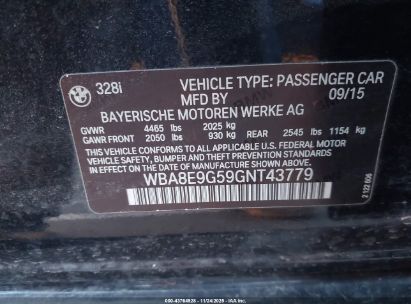 328i VEHICLE TYPE: PASSENGER CAR
MFD BY 09/15
BAYERISCHE MOTOREN WERKE AG
GVWR 4465 lbs 2025 kg
GAWR FRONT 2050 lbs 930 kg REAR 2545 lbs 1154 kg
THIS VEHICLE CONFORMS TO ALL APPLICABLE U.S. FEDERAL MOTOR
VEHICLE SAFETY, BUMPER, AND THEFT PREVENTION STANDARDS
IN EFFECT ON THE DATE OF MANUFACTURE SHOWN ABOVE.
WBA8E9G59GNT43779